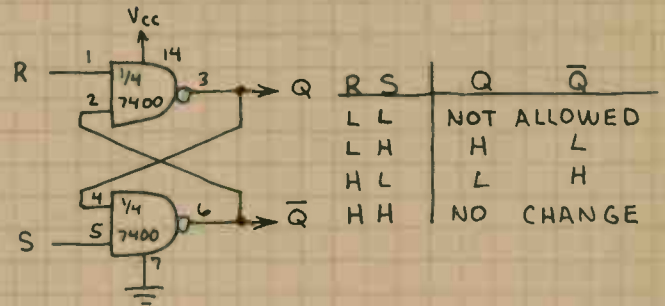 Vcc
1 14
R 1/4 3 Q
2 7400
4 1/4 6 Q̅
S 5 7400
7
R S Q Q̅
L L NOT ALLOWED
L H H L
H L L H
H H NO CHANGE